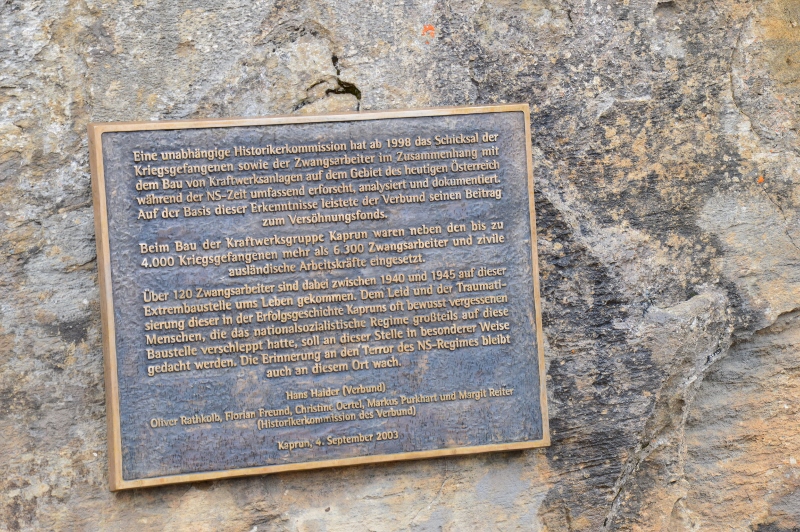 Eine unabhängige Historikerkommission hat ab 1998 das Schicksal der
Kriegsgefangenen sowie der Zwangsarbeiter im Zusammenhang mit
dem Bau von Kraftwerksanlagen auf dem Gebiet des heutigen Österreich
während der NS-Zeit umfassend erforscht, analysiert und dokumentiert.
Auf der Basis dieser Erkenntnisse leistete der Verbund seinen Beitrag
zum Versöhnungsfonds.
Beim Bau der Kraftwerksgruppe Kaprun waren neben den bis zu
4.000 Kriegsgefangenen mehr als 6.300 Zwangsarbeiter und zivile
ausländische Arbeitskräfte eingesetzt.
Über 120 Zwangsarbeiter sind dabei zwischen 1940 und 1945 auf dieser
Extrembaustelle ums Leben gekommen. Dem Leid und der Traumati-
sierung dieser in der Erfolgsgeschichte Kapruns oft bewusst vergessenen
Menschen, die das nationalsozialistische Regime großteils auf diese
Baustelle verschleppt hatte, soll an dieser Stelle in besonderer Weise
gedacht werden. Die Erinnerung an den Terror des NS-Regimes bleibt
auch an diesem Ort wach.
Hans Haider (Verbund)
Oliver Rathkolb, Florian Freund, Christine Oertel, Markus Purkhart und Margit Reiter
(Historikerkommission des Verbund)
Kaprun, 4. September 2003